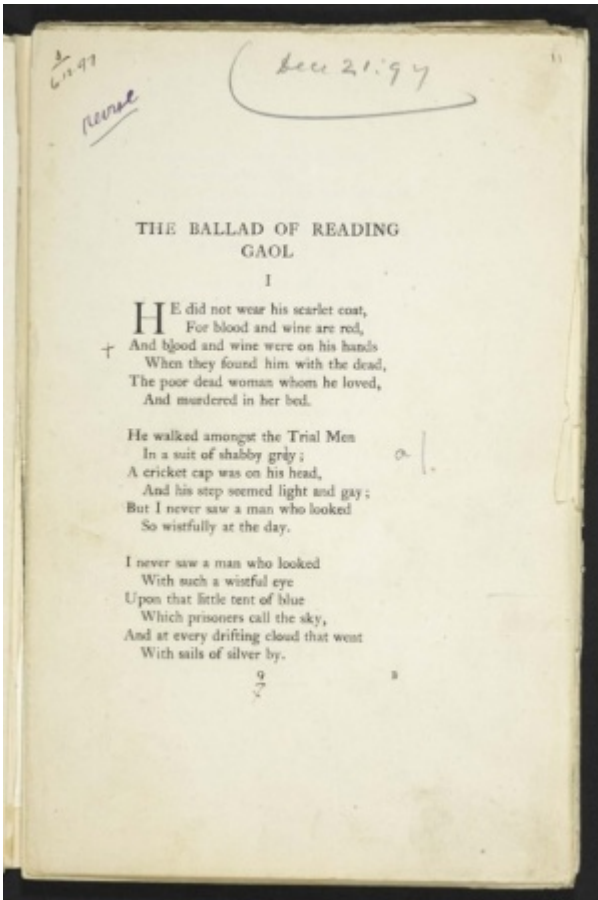 Dec 21.97
11
revise
THE BALLAD OF READING
GAOL
I
HE did not wear his scarlet coat,
For blood and wine are red,
+ And blood and wine were on his hands
When they found him with the dead,
The poor dead woman whom he loved,
And murdered in her bed.
He walked amongst the Trial Men
In a suit of shabby grey;
a/.
A cricket cap was on his head,
And his step seemed light and gay;
But I never saw a man who looked
So wistfully at the day.
I never saw a man who looked
With such a wistful eye
Upon that little tent of blue
Which prisoners call the sky,
And at every drifting cloud that went
With sails of silver by.
9 B